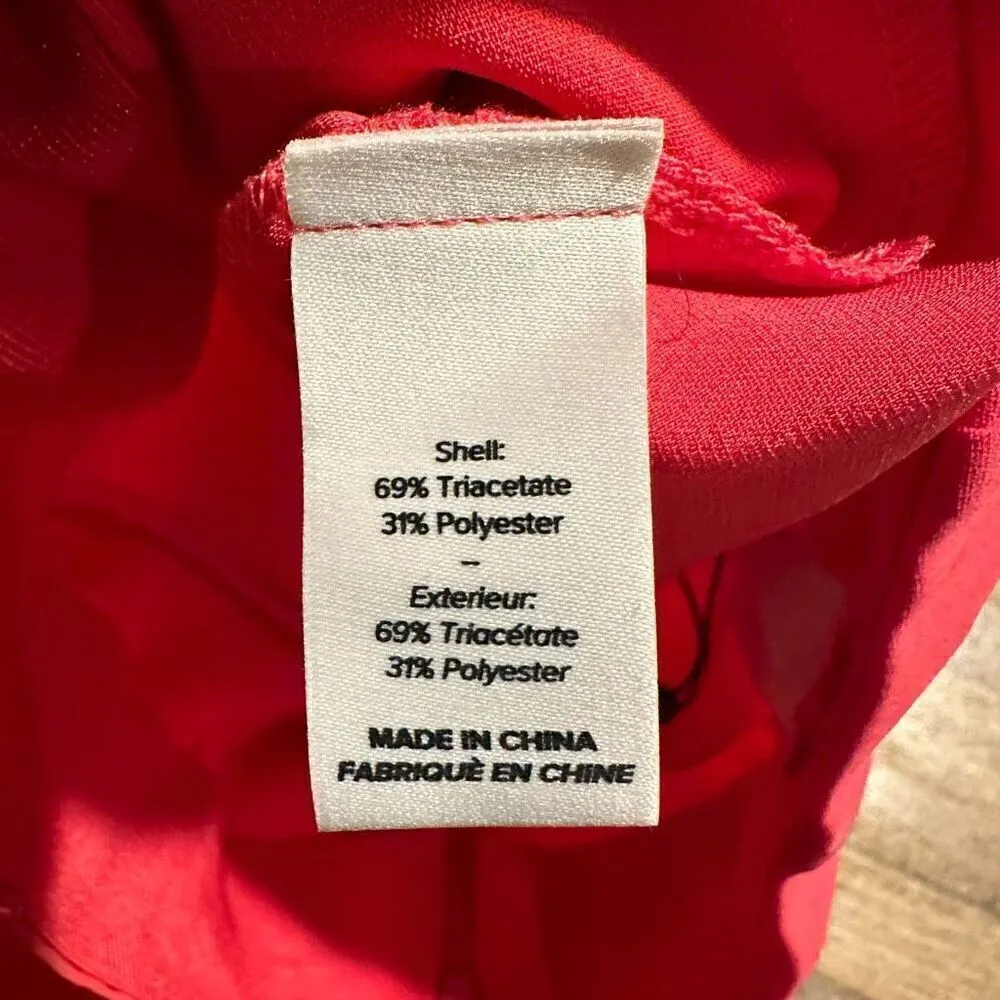 Shell:
69% Triacetate
31% Polyester
–
Exterieur:
69% Triacétate
31% Polyester
MADE IN CHINA
FABRIQUÈ EN CHINE